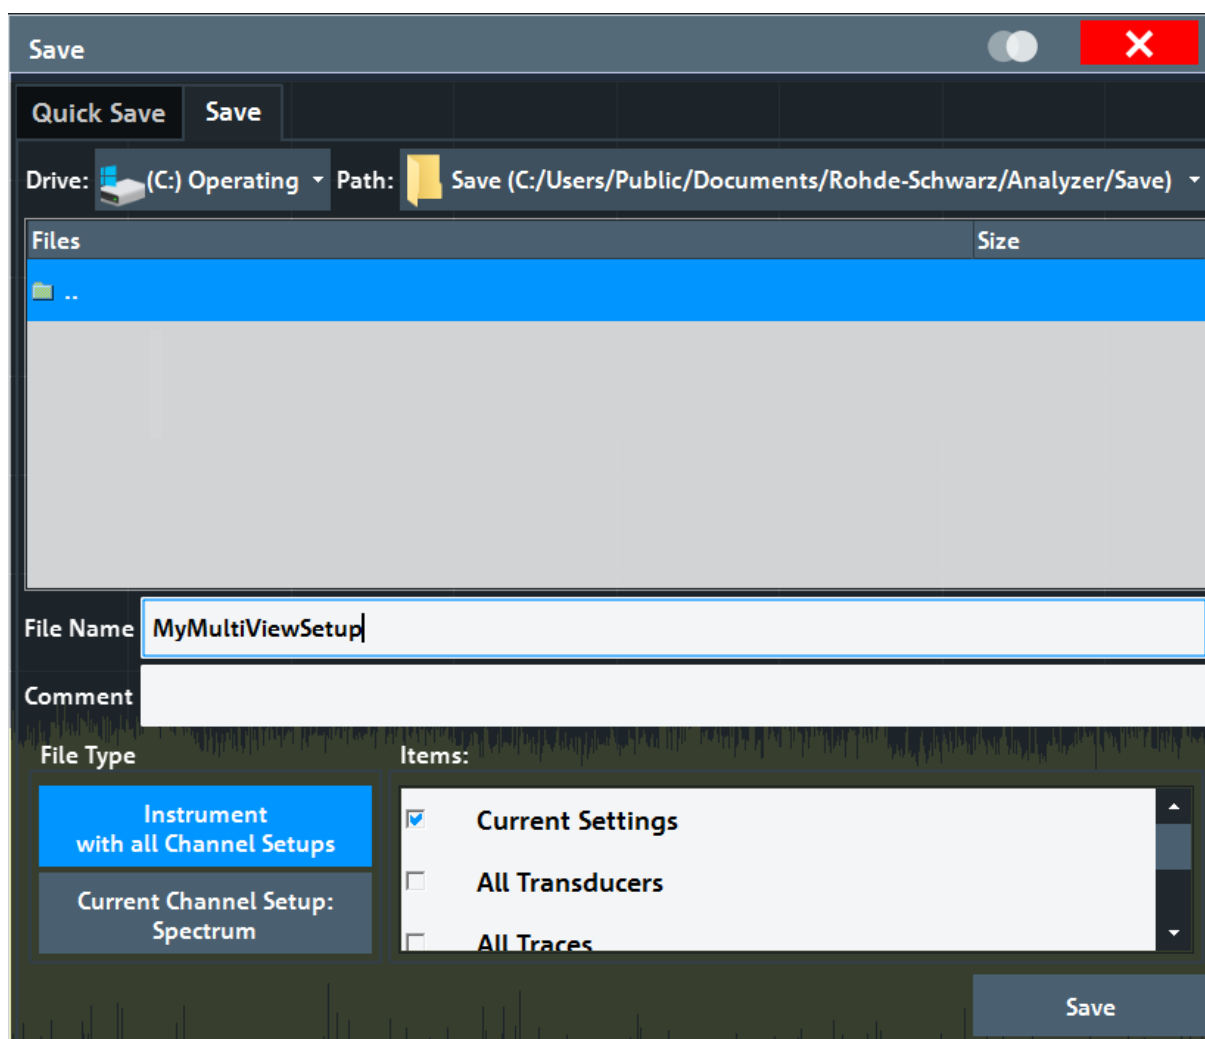 Save
Quick Save Save
Drive: (C:) Operating Path: Save (C:/Users/Public/Documents/Rohde-Schwarz/Analyzer/Save)
Files Size
..
File Name MyMultiViewSetup
Comment
File Type Items:
Instrument
with all Channel Setups
Current Channel Setup:
Spectrum
Current Settings
All Transducers
All Traces
Save